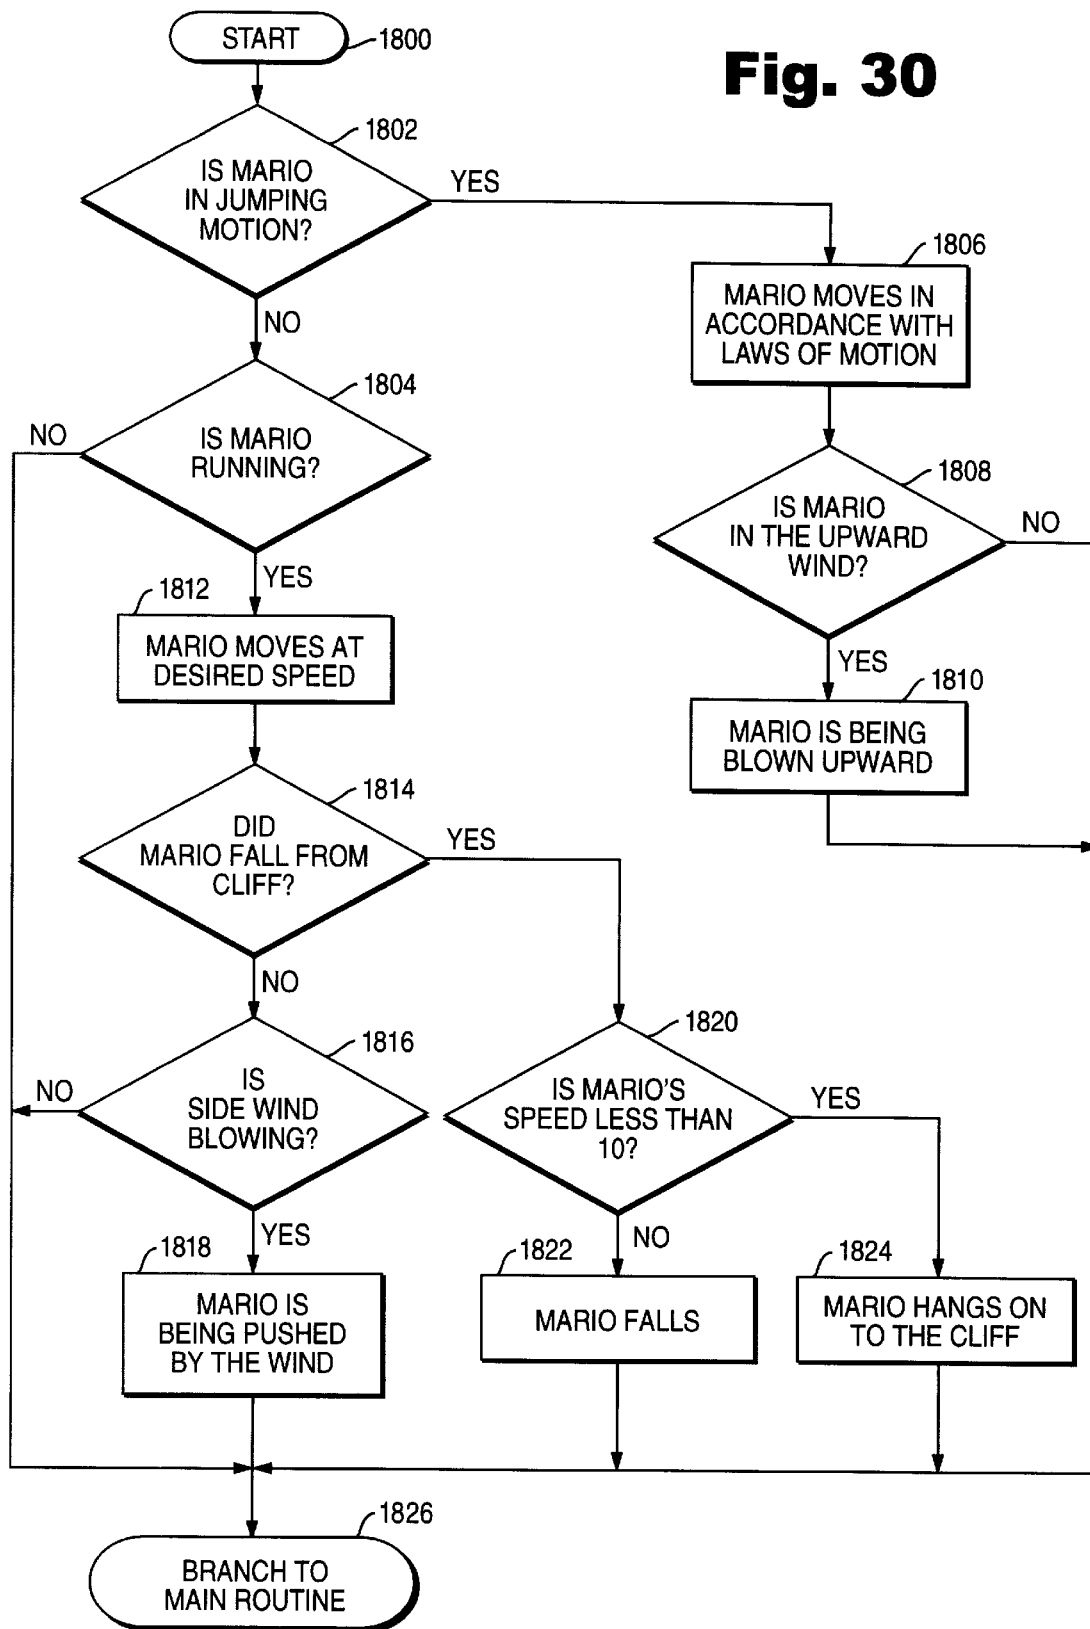 START
1800
Fig. 30
1802
IS MARIO
IN JUMPING
MOTION?
YES
NO
1806
MARIO MOVES IN
ACCORDANCE WITH
LAWS OF MOTION
1804
IS MARIO
RUNNING?
NO
YES
1808
IS MARIO
IN THE UPWARD
WIND?
NO
YES
1812
MARIO MOVES AT
DESIRED SPEED
1810
MARIO IS BEING
BLOWN UPWARD
1814
DID
MARIO FALL FROM
CLIFF?
YES
NO
1816
IS
SIDE WIND
BLOWING?
NO
YES
1820
IS MARIO'S
SPEED LESS THAN
10?
YES
NO
1818
MARIO IS
BEING PUSHED
BY THE WIND
1822
MARIO FALLS
1824
MARIO HANGS ON
TO THE CLIFF
1826
BRANCH TO
MAIN ROUTINE